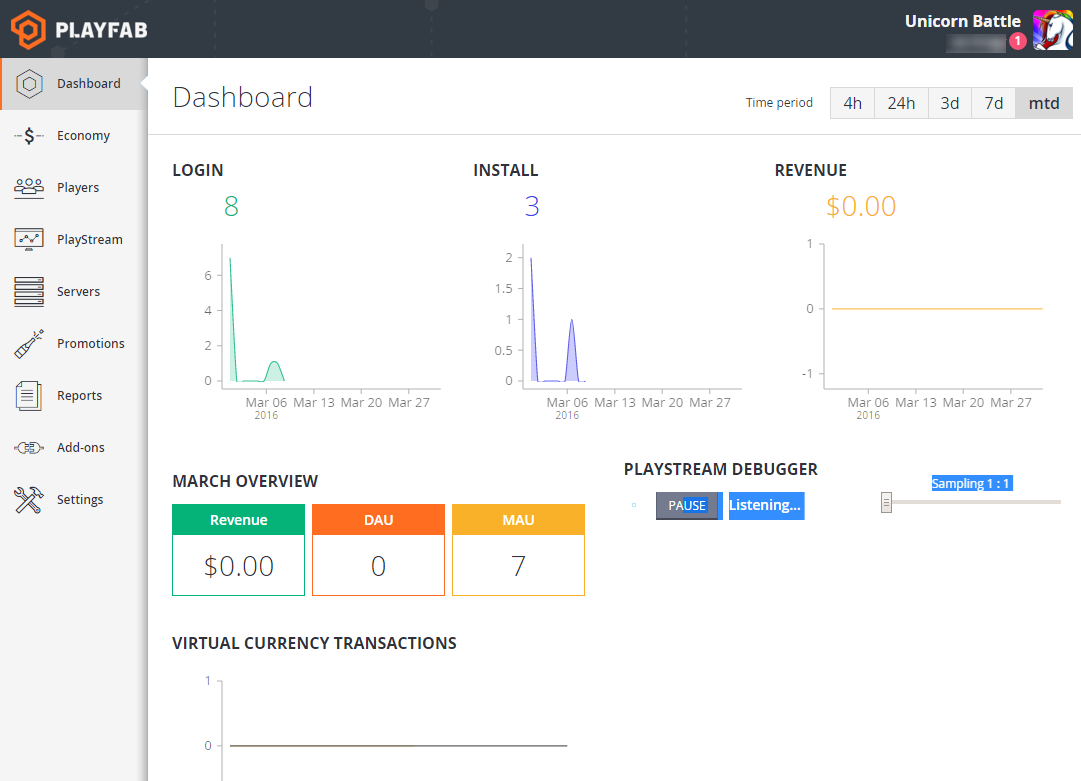 PLAYFAB
Unicorn Battle
1
Dashboard
Economy
Players
PlayStream
Servers
Promotions
Reports
Add-ons
Settings
Dashboard
Time period
4h
24h
3d
7d
mtd
LOGIN
8
6
4
2
0
Mar 06 Mar 13 Mar 20 Mar 27
2016
INSTALL
3
2
1.5
1
0.5
0
Mar 06 Mar 13 Mar 20 Mar 27
2016
REVENUE
$0.00
1
0
-1
Mar 06 Mar 13 Mar 20 Mar 27
2016
MARCH OVERVIEW
Revenue
$0.00
DAU
0
MAU
7
PLAYSTREAM DEBUGGER
PAUSE
Listening...
Sampling 1 : 1
VIRTUAL CURRENCY TRANSACTIONS
1
0